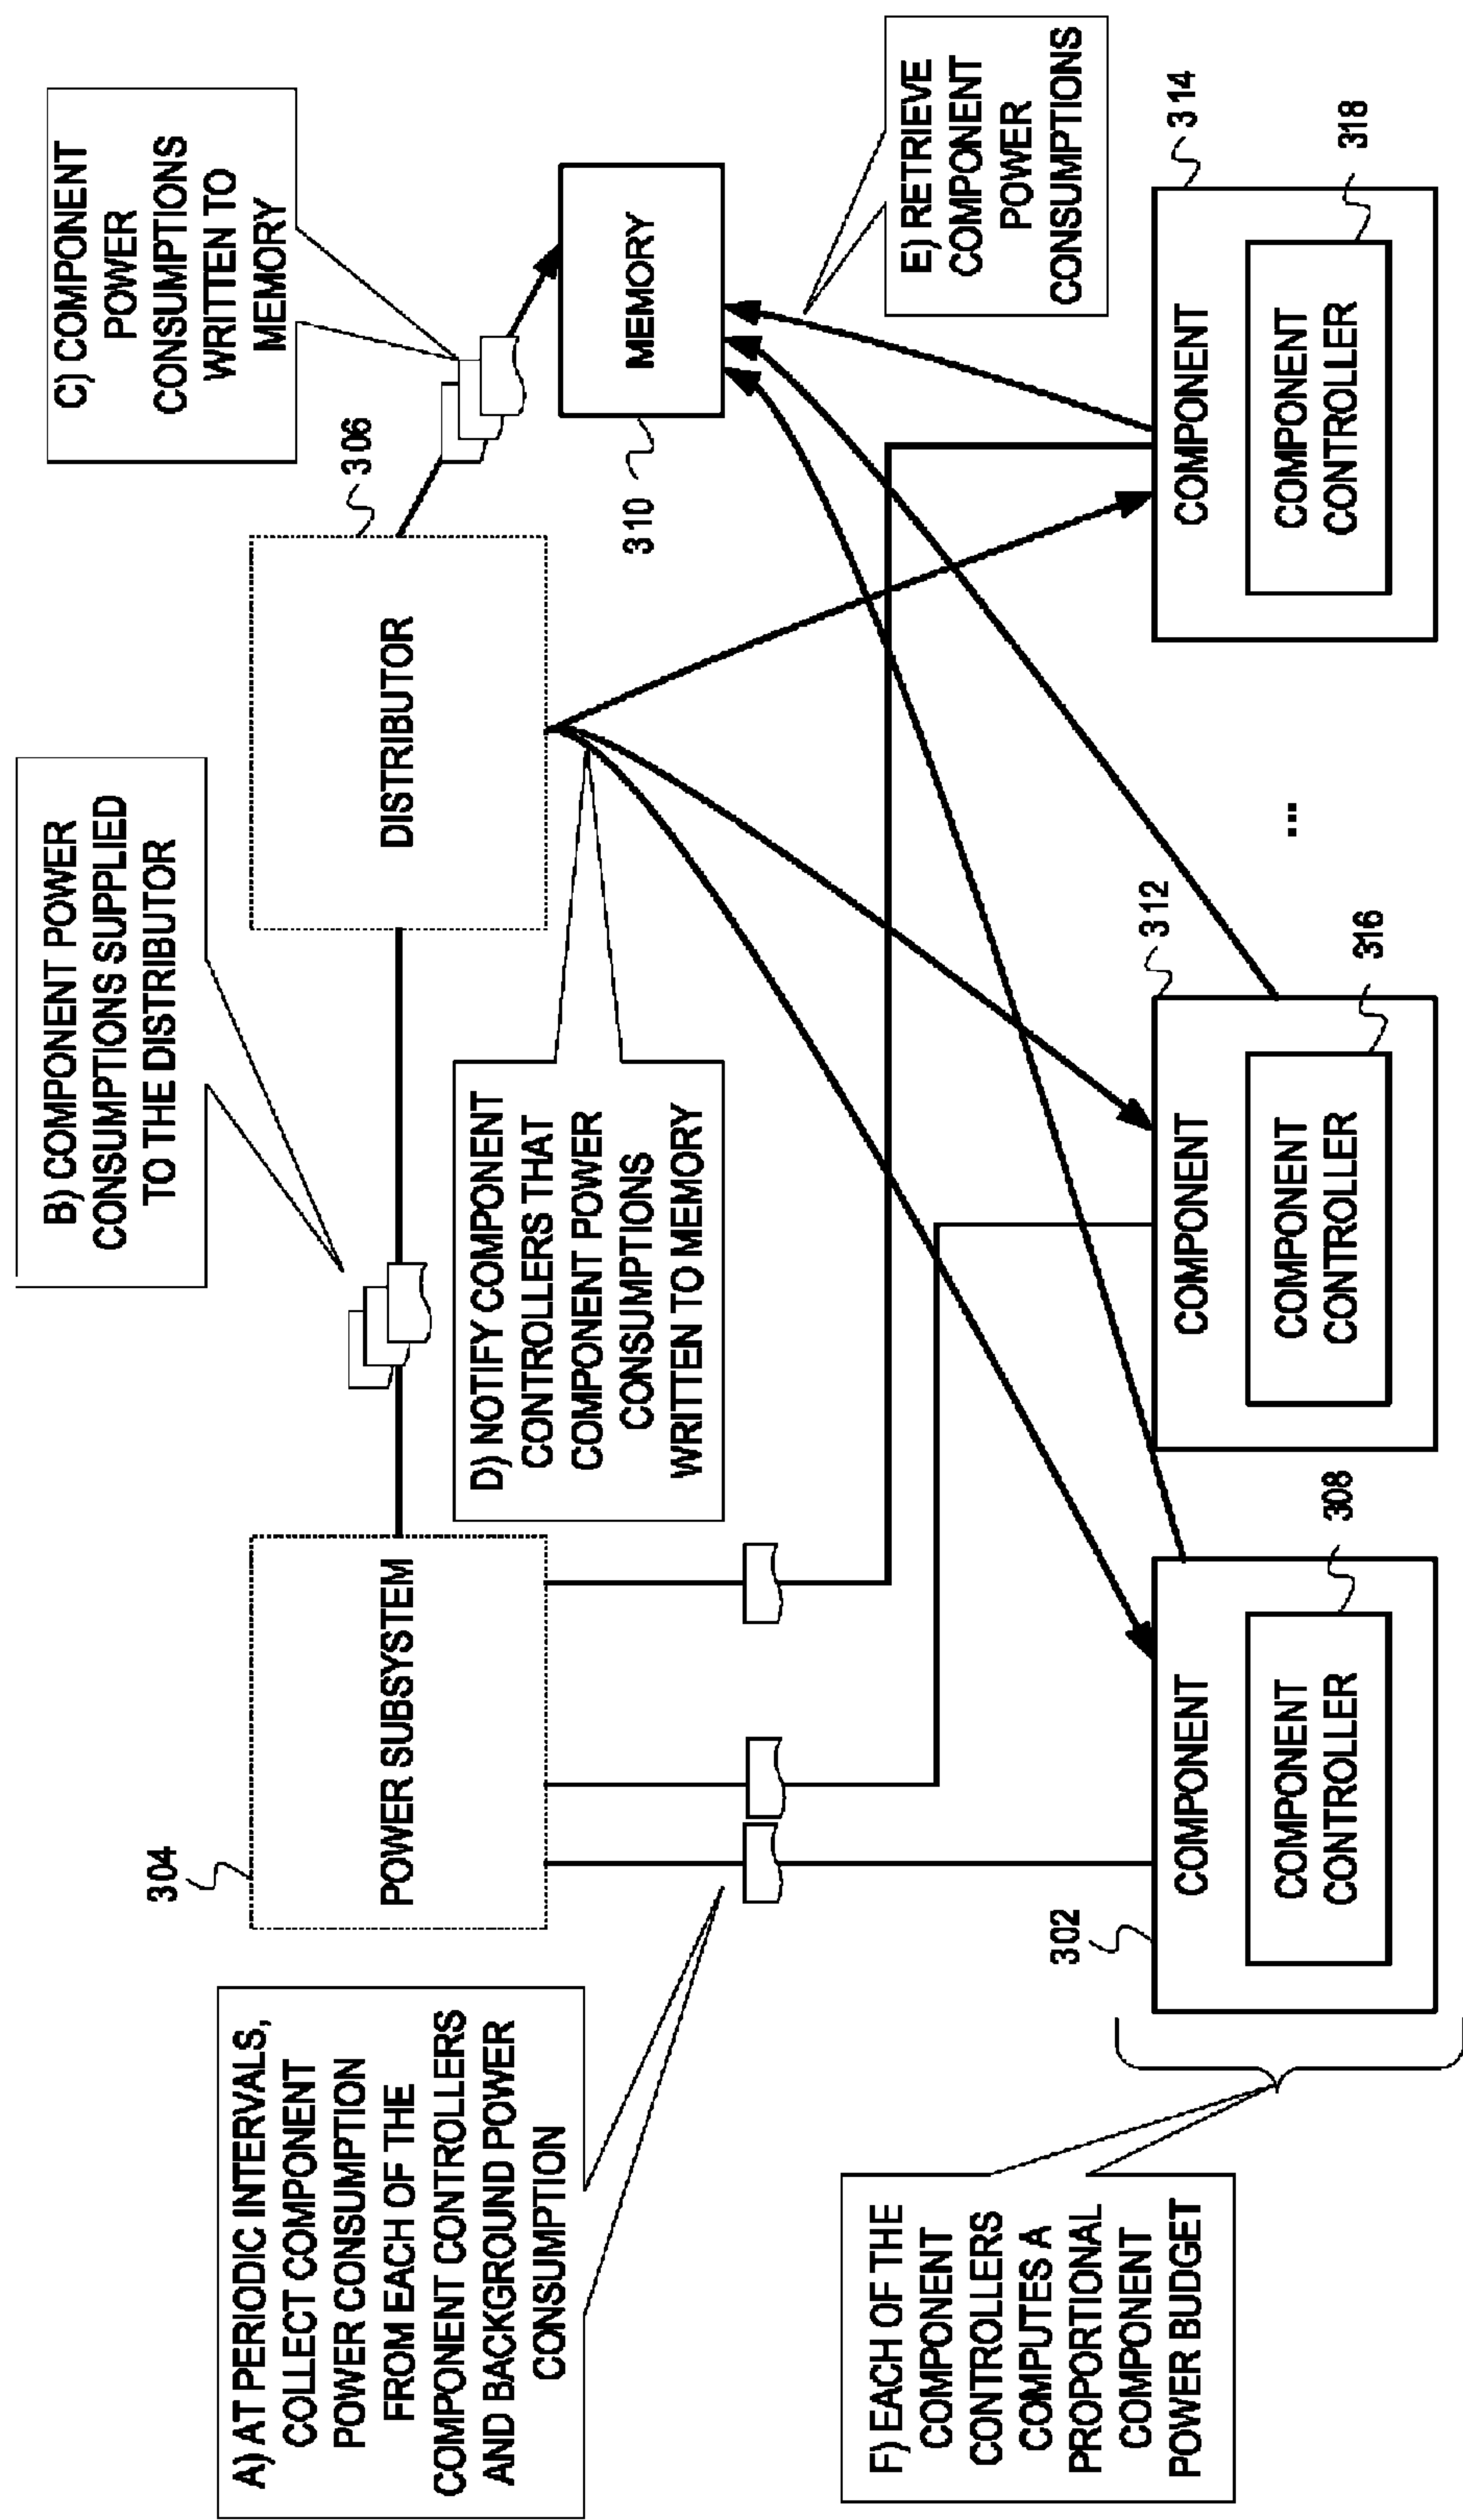 A) AT PERIODIC INTERVALS,
COLLECT COMPONENT
POWER CONSUMPTION
FROM EACH OF THE
COMPONENT CONTROLLERS
AND BACKGROUND POWER
CONSUMPTION
B) COMPONENT POWER
CONSUMPTIONS SUPPLIED
TO THE DISTRIBUTOR
C) COMPONENT
POWER
CONSUMPTIONS
WRITTEN TO
MEMORY
304
POWER SUBSYSTEM
DISTRIBUTOR
306
D) NOTIFY COMPONENT
CONTROLLERS THAT
COMPONENT POWER
CONSUMPTIONS
WRITTEN TO MEMORY
MEMORY
310
E) RETRIEVE
COMPONENT
POWER
CONSUMPTIONS
F) EACH OF THE
COMPONENT
CONTROLLERS
COMPUTES A
PROPORTIONAL
COMPONENT
POWER BUDGET
302
COMPONENT
COMPONENT
CONTROLLER
308
312
COMPONENT
COMPONENT
CONTROLLER
316
...
314
COMPONENT
COMPONENT
CONTROLLER
318